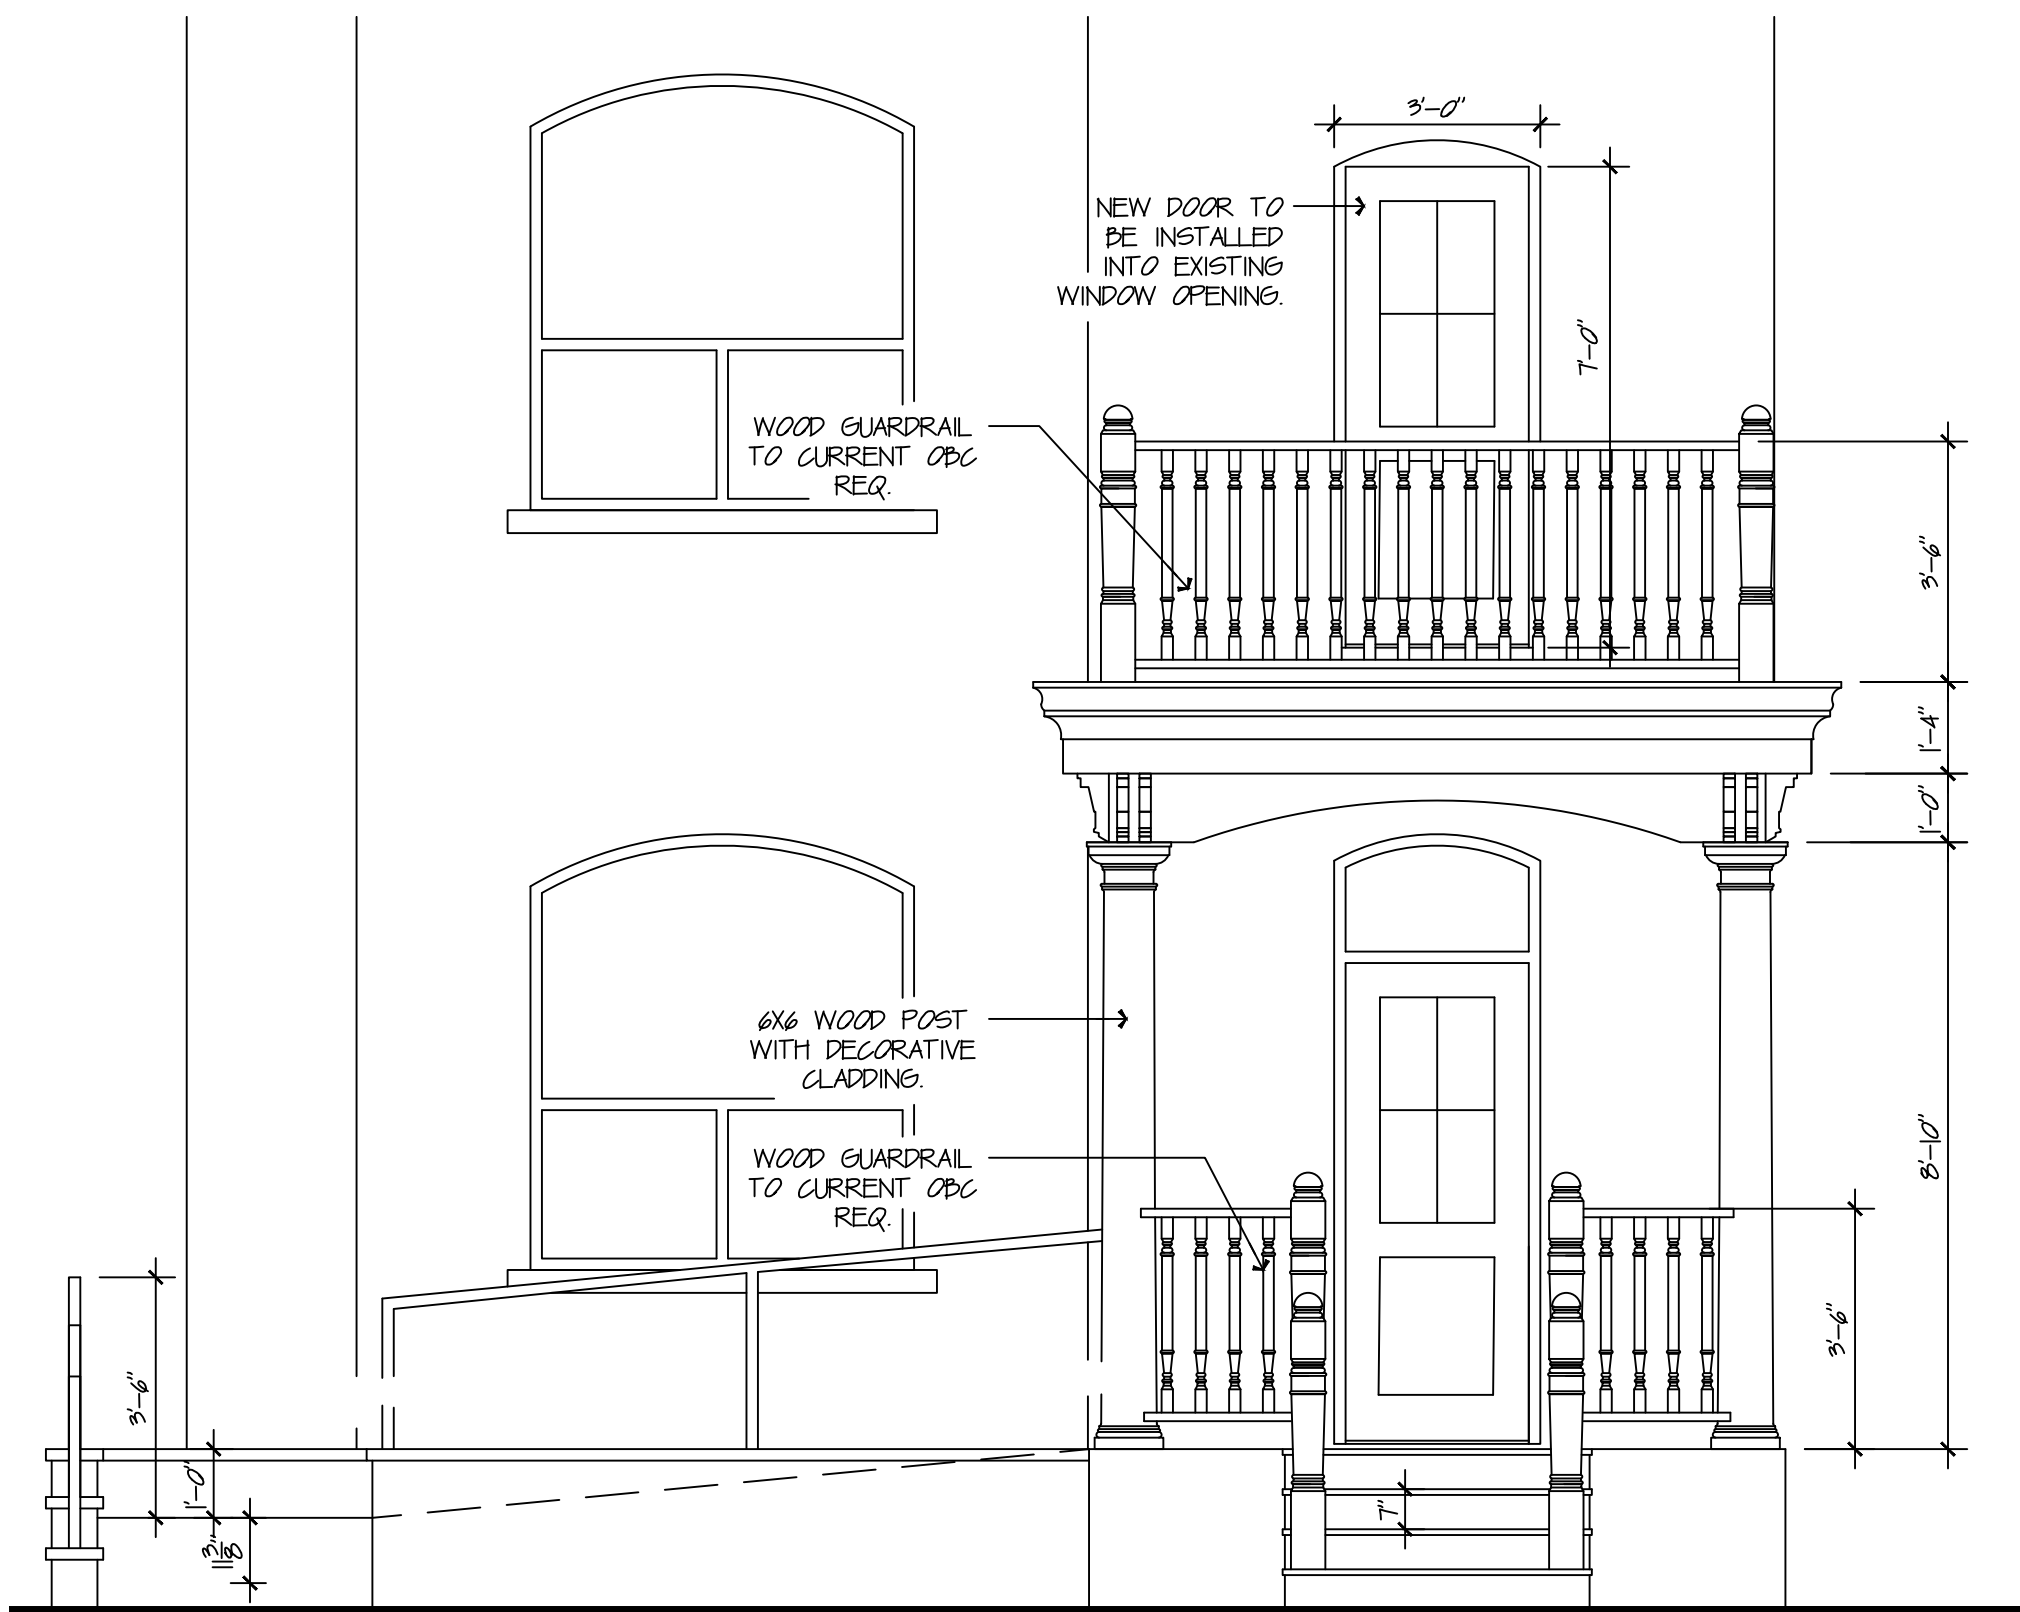 3'-0"
NEW DOOR TO
BE INSTALLED
INTO EXISTING
WINDOW OPENING.
7'-0"
WOOD GUARDRAIL
TO CURRENT OBC
REQ.
3'-6"
1'-4"
1'-0"
6X6 WOOD POST
WITH DECORATIVE
CLADDING.
8'-10"
WOOD GUARDRAIL
TO CURRENT OBC
REQ.
3'-6"
3'-6"
1'-0"
11 3/8"
7"